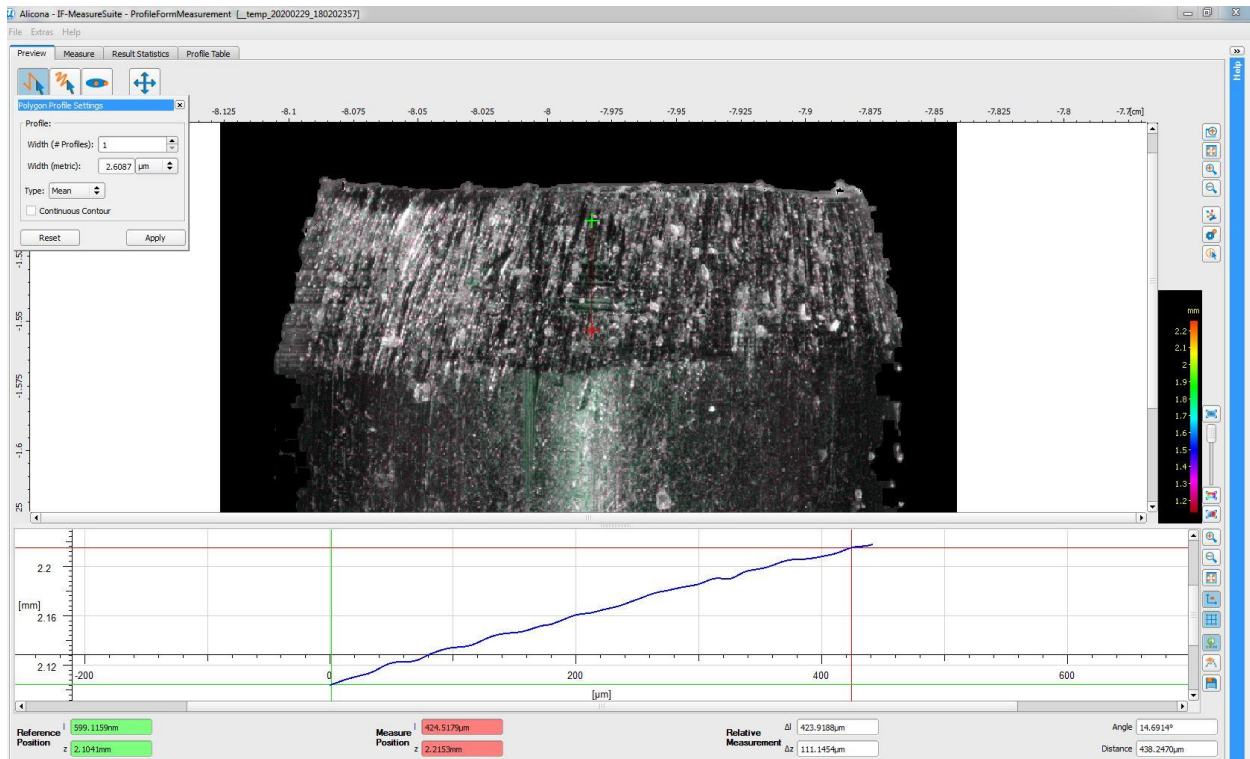 Alicona - IF-MeasureSuite - ProfileFormMeasurement [__temp_20200229_180202357]
File Extras Help
Preview Measure Result Statistics Profile Table
Help
Polygon Profile Settings
Profile:
Width (# Profiles): 1
Width (metric): 2.6087 µm
Type: Mean
Continuous Contour
Reset Apply
-8.125 -8.1 -8.075 -8.05 -8.025 -8 -7.975 -7.95 -7.925 -7.9 -7.875 -7.85 -7.825 -7.8 -7.7[cm]
-1.55
-1.575
-1.6
25
mm
2.2
2.1
2
1.9
1.8
1.7
1.6
1.5
1.4
1.3
1.2
2.2
[mm]
2.16
2.12
-200 0 200 400 600
[µm]
Reference Position l 599.1159nm
z 2.1041mm
Measure Position l 424.5179µm
z 2.2153mm
Relative Measurement Δl 423.9188µm
Δz 111.1454µm
Angle 14.6914°
Distance 438.2470µm